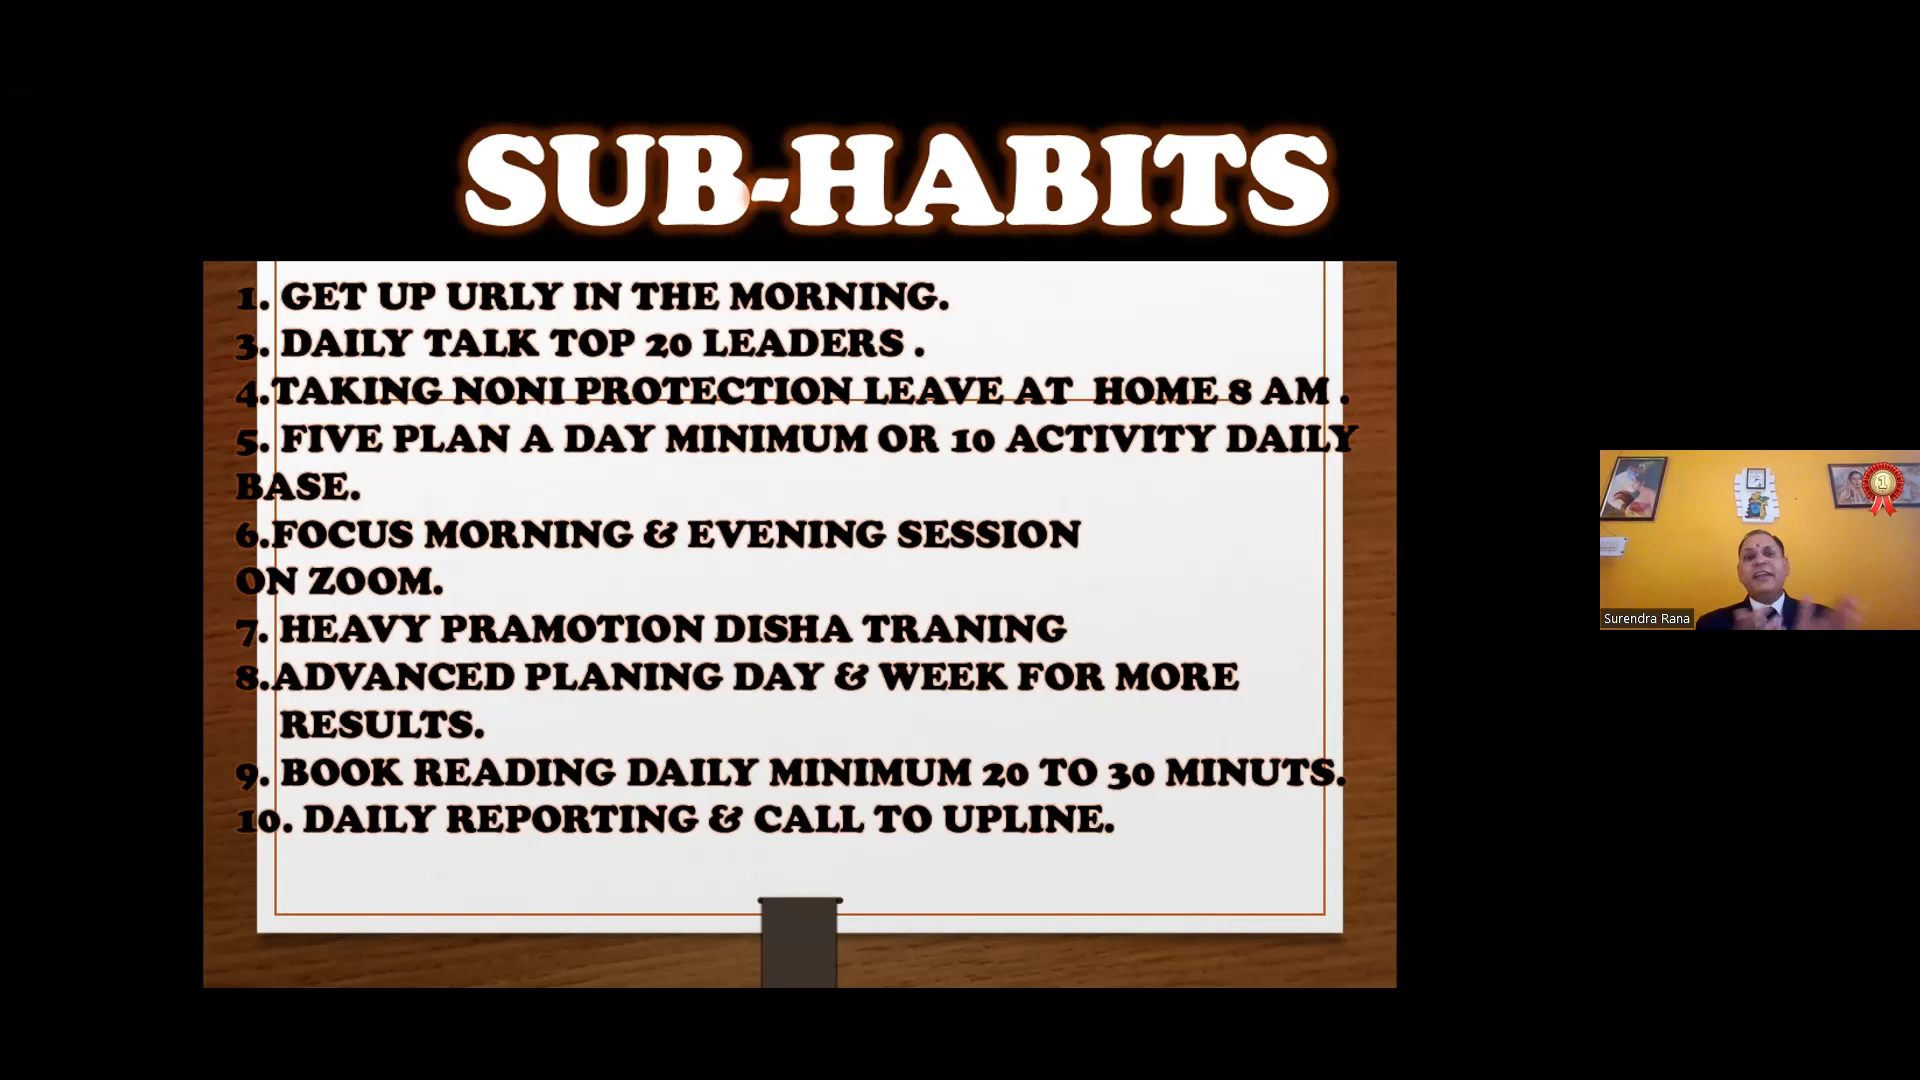 SUB-HABITS
1. GET UP URLY IN THE MORNING.
3. DAILY TALK TOP 20 LEADERS .
4.TAKING NONI PROTECTION LEAVE AT HOME 8 AM .
5. FIVE PLAN A DAY MINIMUM OR 10 ACTIVITY DAILY
BASE.
6.FOCUS MORNING & EVENING SESSION
ON ZOOM.
7. HEAVY PRAMOTION DISHA TRANING
8.ADVANCED PLANING DAY & WEEK FOR MORE
RESULTS.
9. BOOK READING DAILY MINIMUM 20 TO 30 MINUTS.
10. DAILY REPORTING & CALL TO UPLINE.
1
Surendra Rana